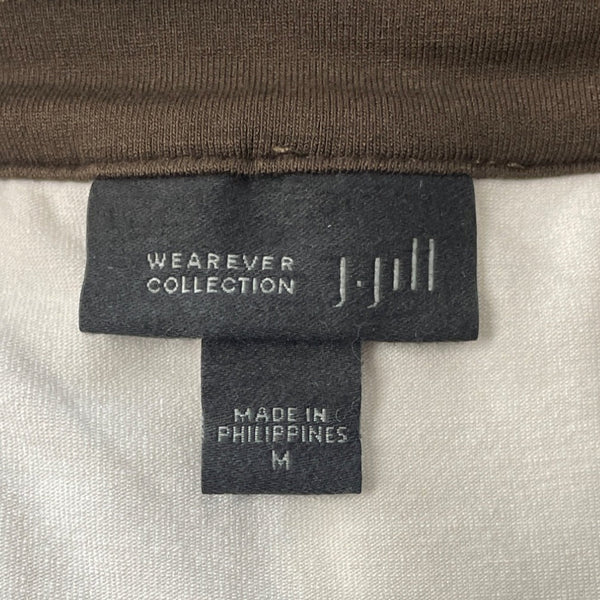 WEAREVER
COLLECTION
J.Jill
MADE IN
PHILIPPINES
M